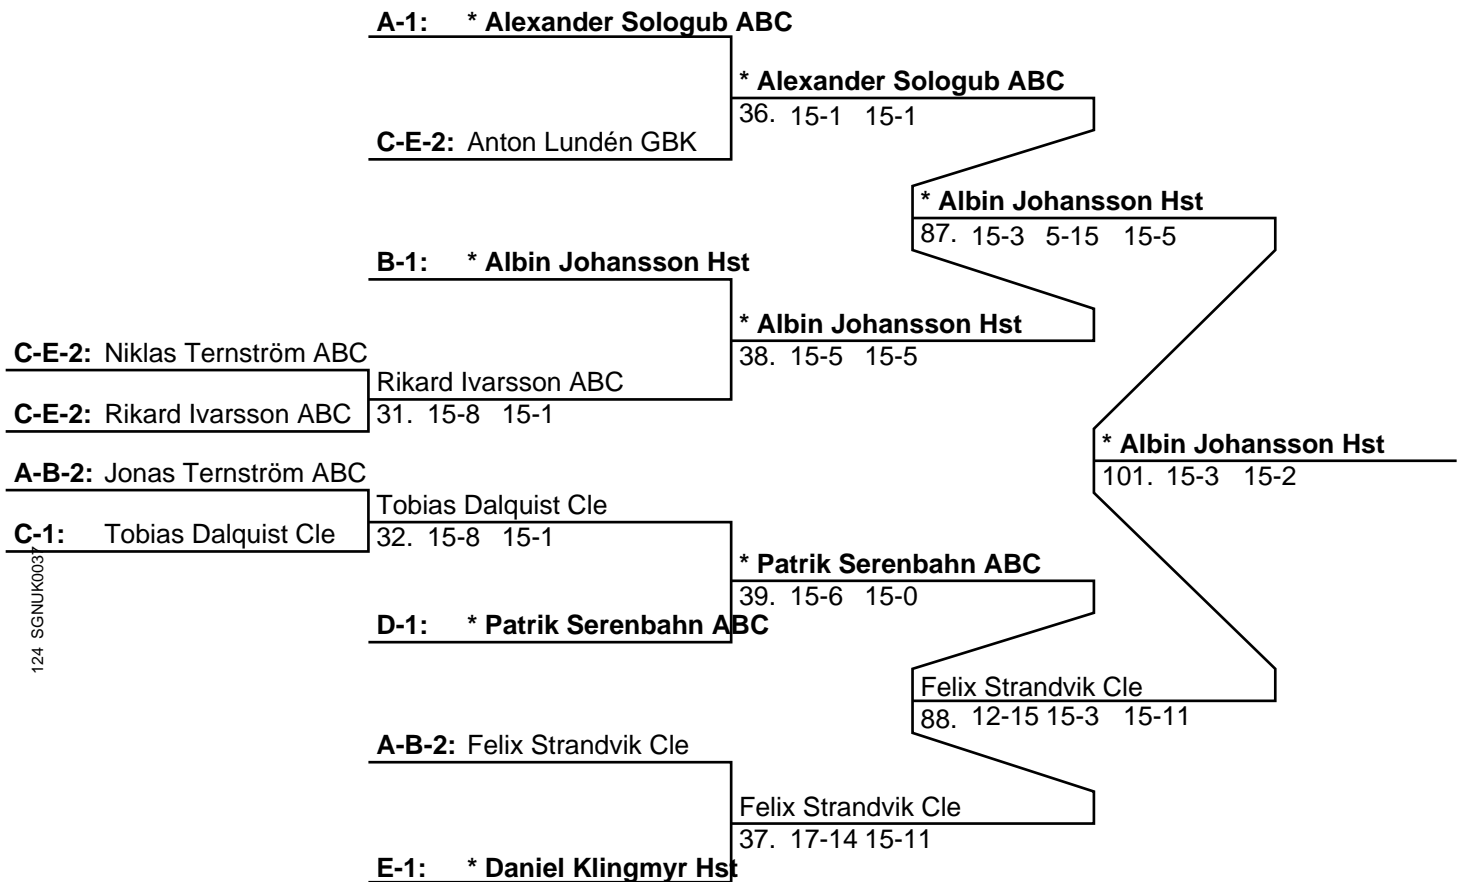 A-1: * Alexander Sologub ABC
* Alexander Sologub ABC
36. 15-1 15-1
C-E-2: Anton Lundén GBK
* Albin Johansson Hst
87. 15-3 5-15 15-5
B-1: * Albin Johansson Hst
* Albin Johansson Hst
38. 15-5 15-5
C-E-2: Niklas Ternström ABC
Rikard Ivarsson ABC
31. 15-8 15-1
C-E-2: Rikard Ivarsson ABC
* Albin Johansson Hst
101. 15-3 15-2
A-B-2: Jonas Ternström ABC
Tobias Dalquist Cle
32. 15-8 15-1
C-1: Tobias Dalquist Cle
* Patrik Serenbahn ABC
39. 15-6 15-0
D-1: * Patrik Serenbahn ABC
124 SGNUK0037
Felix Strandvik Cle
88. 12-15 15-3 15-11
A-B-2: Felix Strandvik Cle
Felix Strandvik Cle
37. 17-14 15-11
E-1: * Daniel Klingmyr Hst